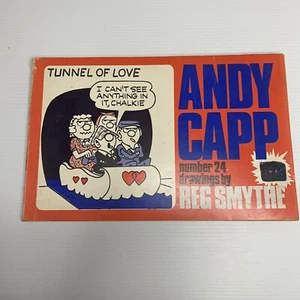 TUNNEL OF LOVE
I CAN'T SEE
ANYTHING IN
IT, CHALKIE
ANDY
CAPP
number 24
drawings by
REG SMYTHE